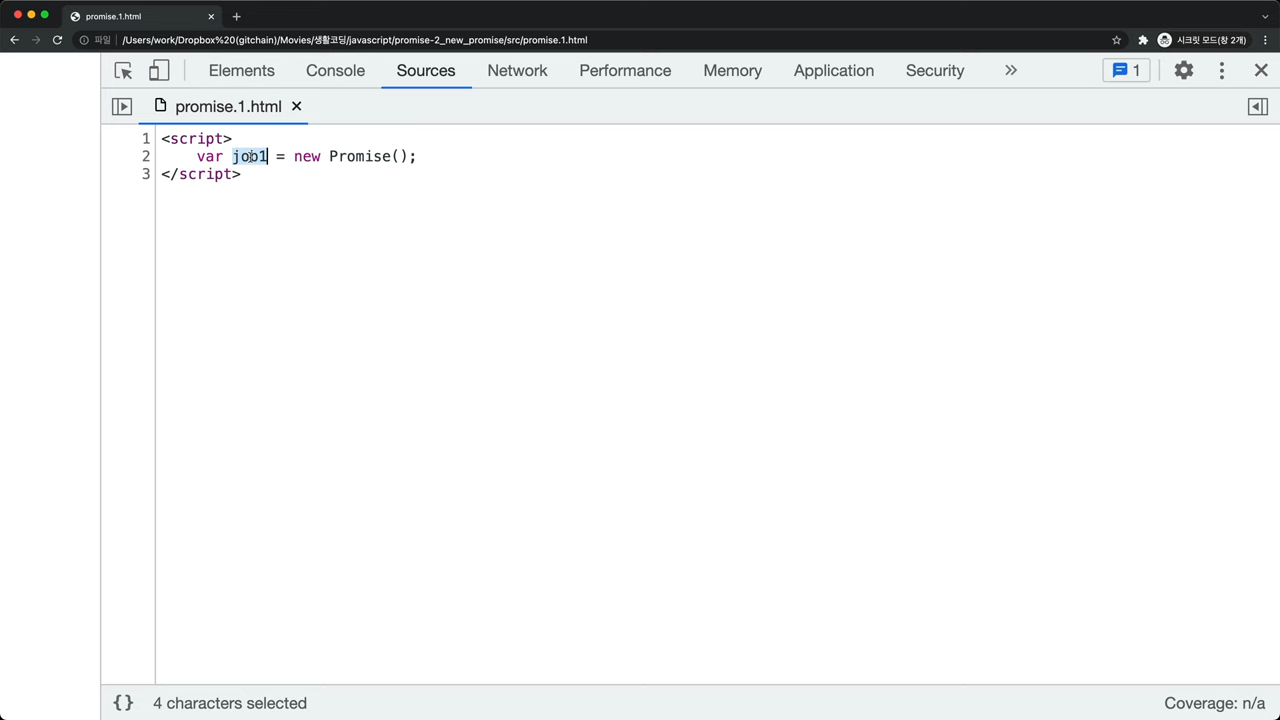 promise.1.html
파일 /Users/work/Dropbox%20(gitchain)/Movies/생활코딩/javascript/promise-2_new_promise/src/promise.1.html 시크릿 모드(창 2개)
Elements Console Sources Network Performance Memory Application Security 1
promise.1.html
1 <script>
2 var job1 = new Promise();
3 </script>
{} 4 characters selected Coverage: n/a